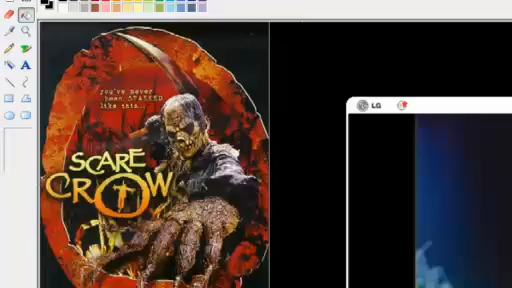 you've never
been STALKED
like this...
SCARE
CROW
LG
A